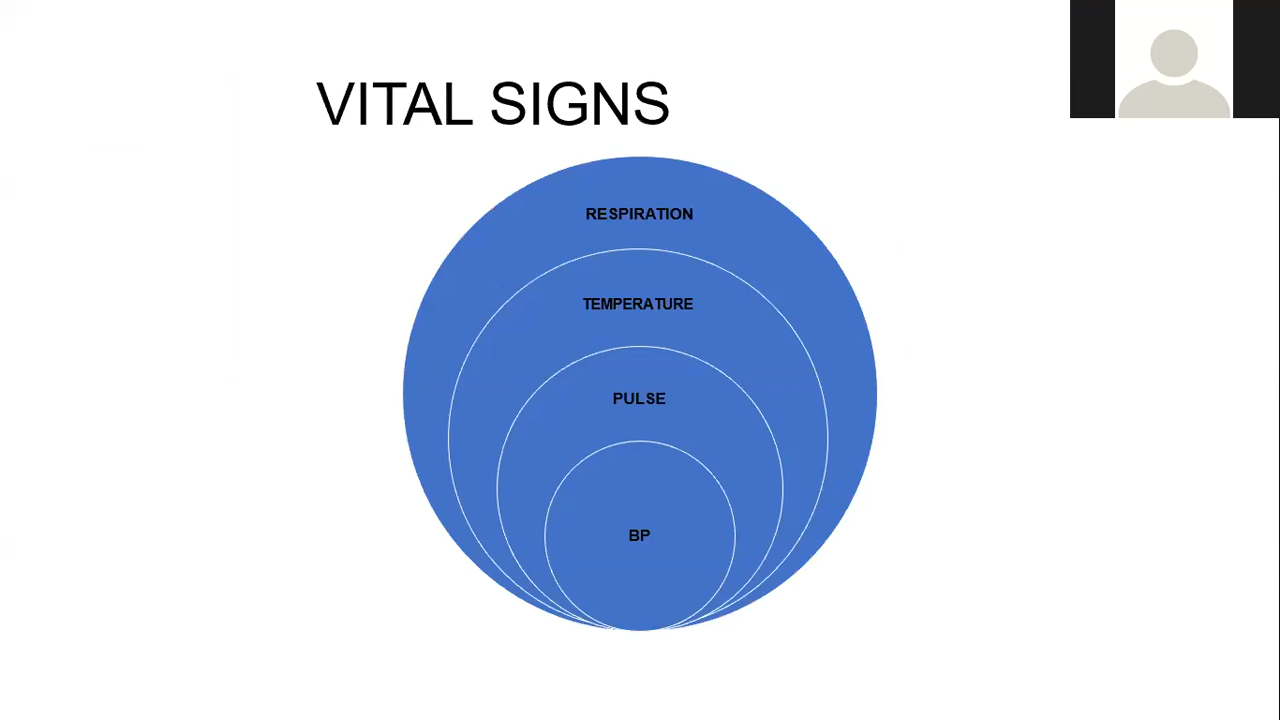 VITAL SIGNS
RESPIRATION
TEMPERATURE
PULSE
BP